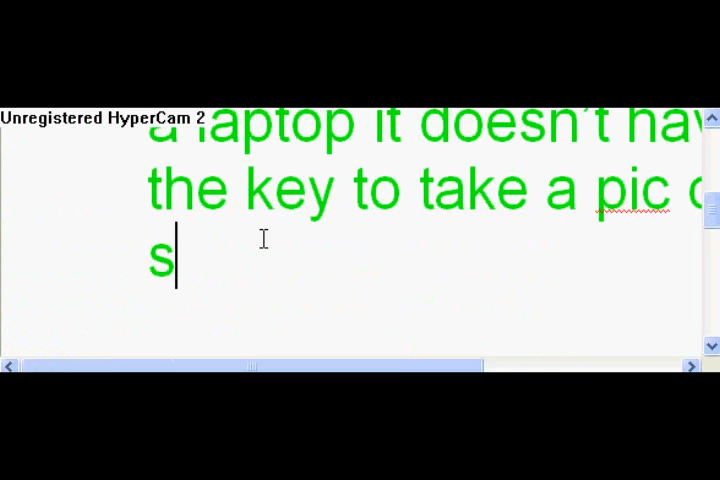 Unregistered HyperCam 2
a laptop it doesn't hav
the key to take a pic
s